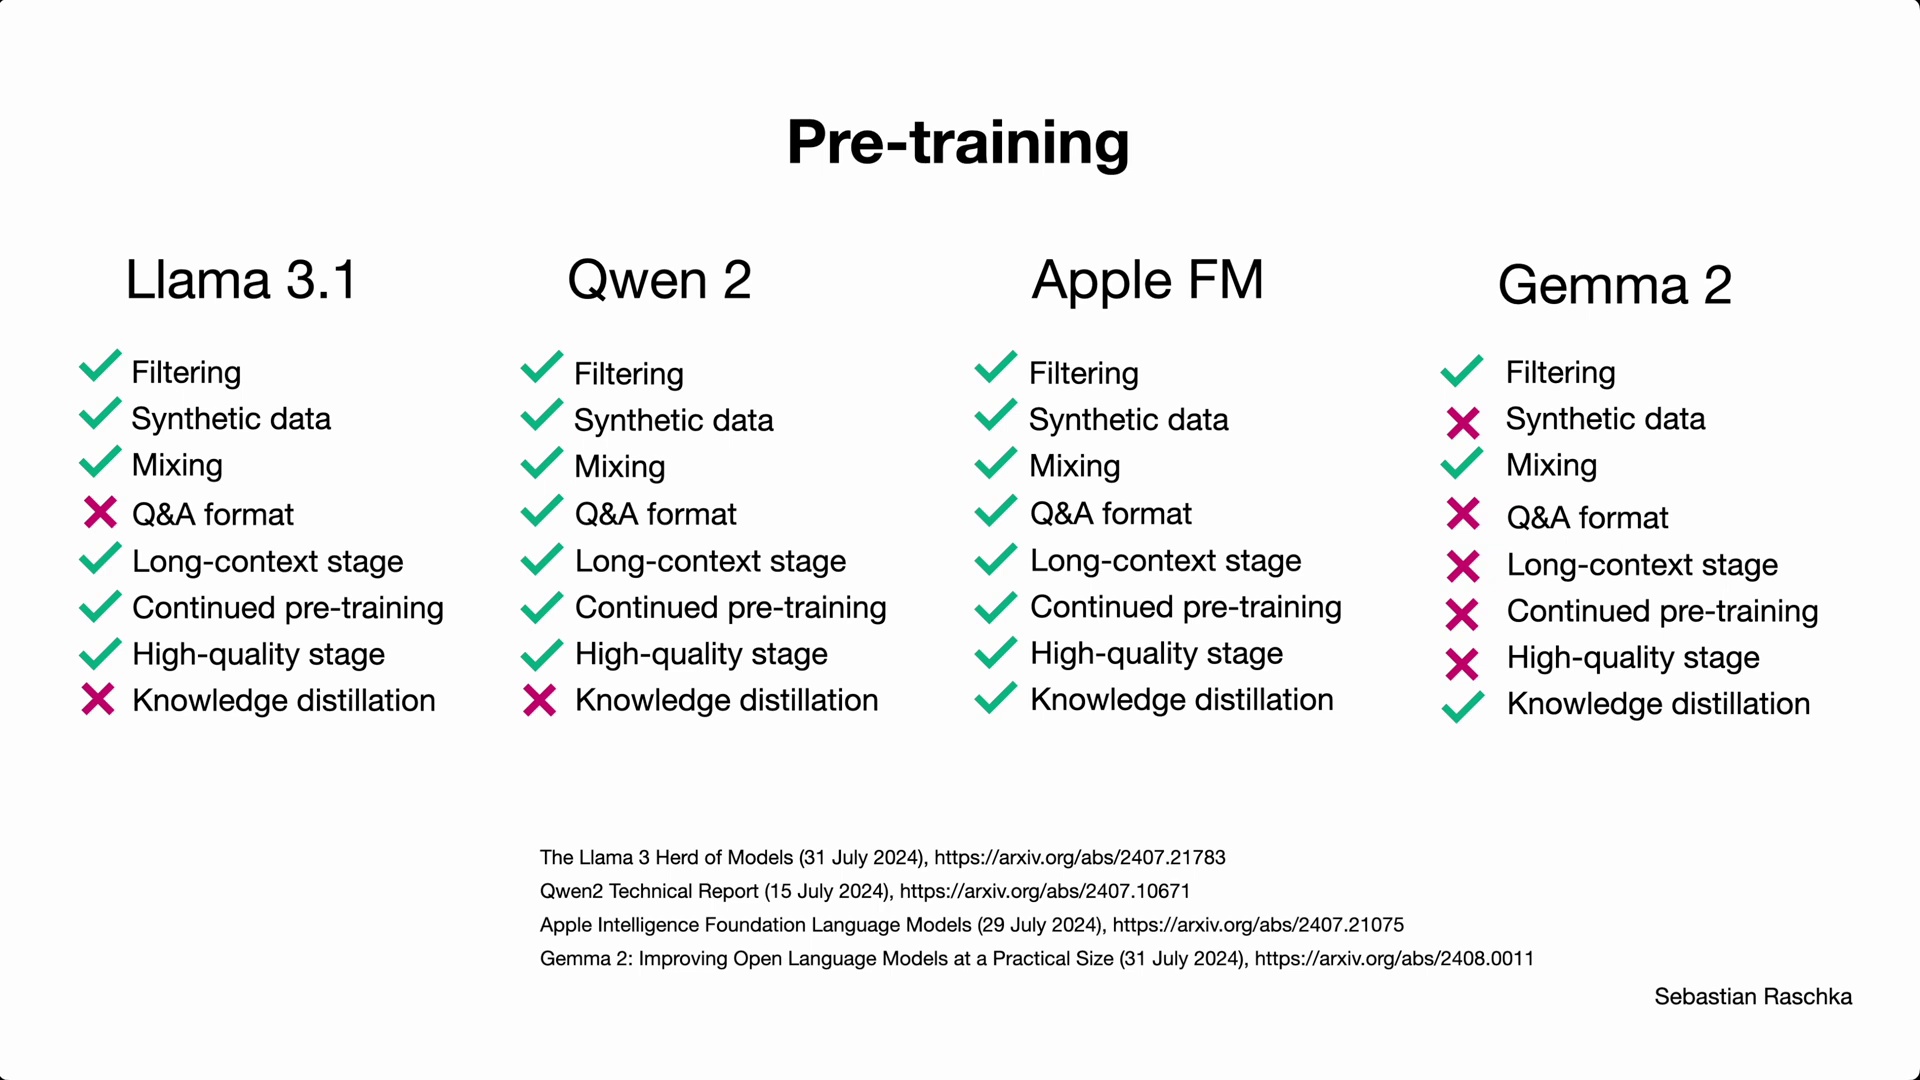 Pre-training
Llama 3.1
Filtering
Synthetic data
Mixing
Q&A format
Long-context stage
Continued pre-training
High-quality stage
Knowledge distillation
Qwen 2
Filtering
Synthetic data
Mixing
Q&A format
Long-context stage
Continued pre-training
High-quality stage
Knowledge distillation
Apple FM
Filtering
Synthetic data
Mixing
Q&A format
Long-context stage
Continued pre-training
High-quality stage
Knowledge distillation
Gemma 2
Filtering
Synthetic data
Mixing
Q&A format
Long-context stage
Continued pre-training
High-quality stage
Knowledge distillation
The Llama 3 Herd of Models (31 July 2024), https://arxiv.org/abs/2407.21783
Qwen2 Technical Report (15 July 2024), https://arxiv.org/abs/2407.10671
Apple Intelligence Foundation Language Models (29 July 2024), https://arxiv.org/abs/2407.21075
Gemma 2: Improving Open Language Models at a Practical Size (31 July 2024), https://arxiv.org/abs/2408.0011
Sebastian Raschka